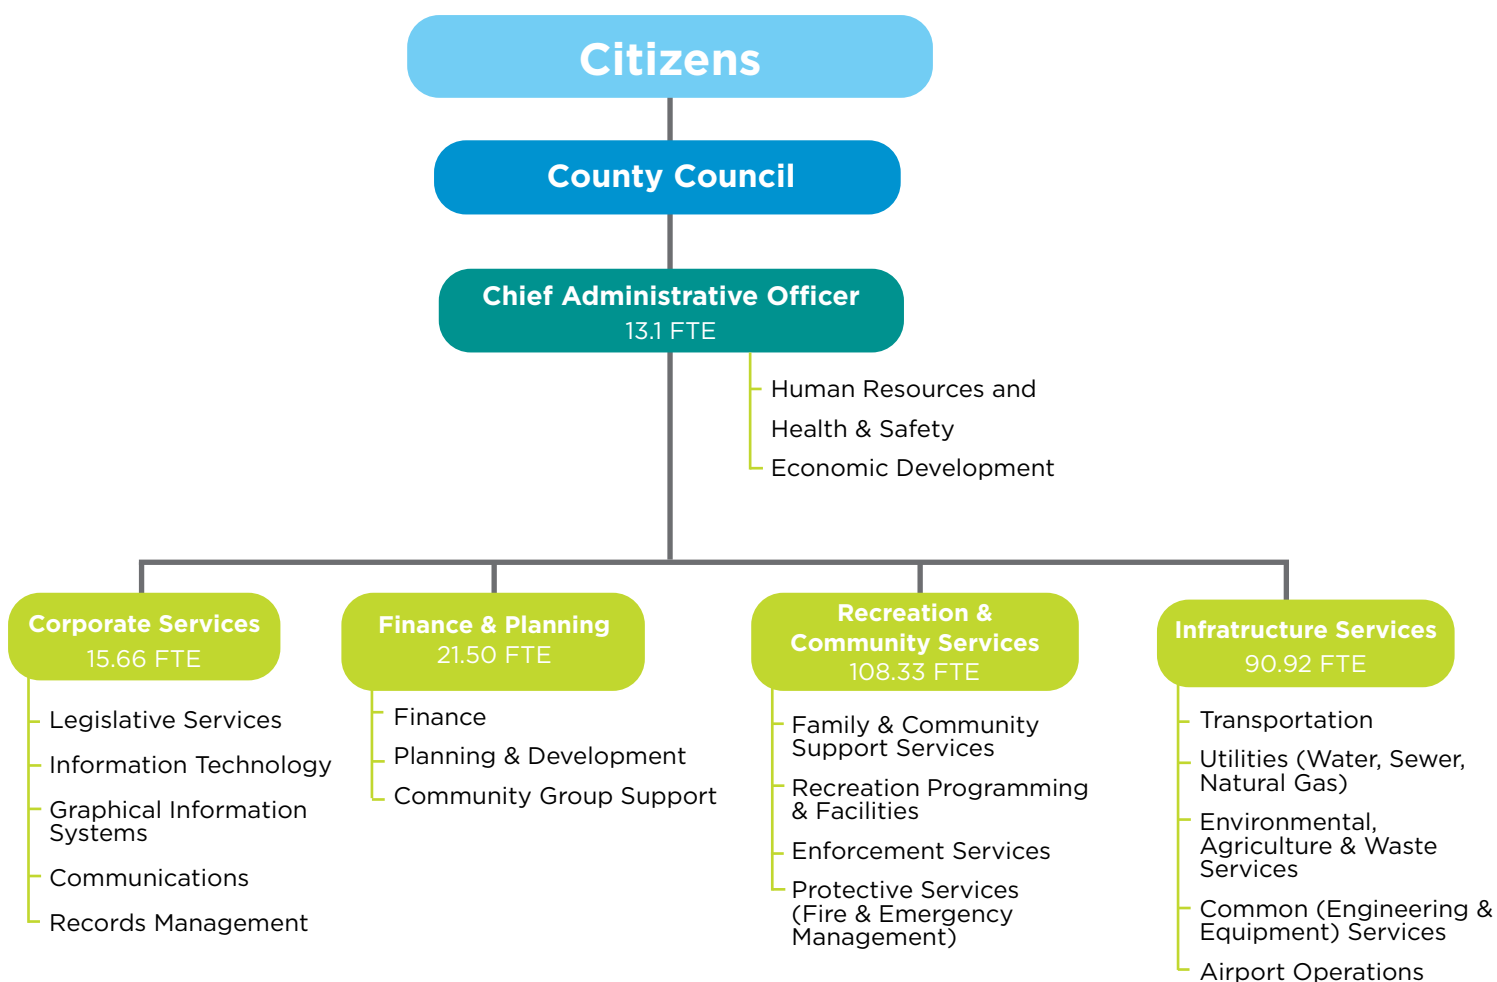 Citizens
County Council
Chief Administrative Officer
13.1 FTE
Human Resources and
Health & Safety
Economic Development
Corporate Services
15.66 FTE
Legislative Services
Information Technology
Graphical Information
Systems
Communications
Records Management
Finance & Planning
21.50 FTE
Finance
Planning & Development
Community Group Support
Recreation &
Community Services
108.33 FTE
Family & Community
Support Services
Recreation Programming
& Facilities
Enforcement Services
Protective Services
(Fire & Emergency
Management)
Infratructure Services
90.92 FTE
Transportation
Utilities (Water, Sewer,
Natural Gas)
Environmental,
Agriculture & Waste
Services
Common (Engineering &
Equipment) Services
Airport Operations